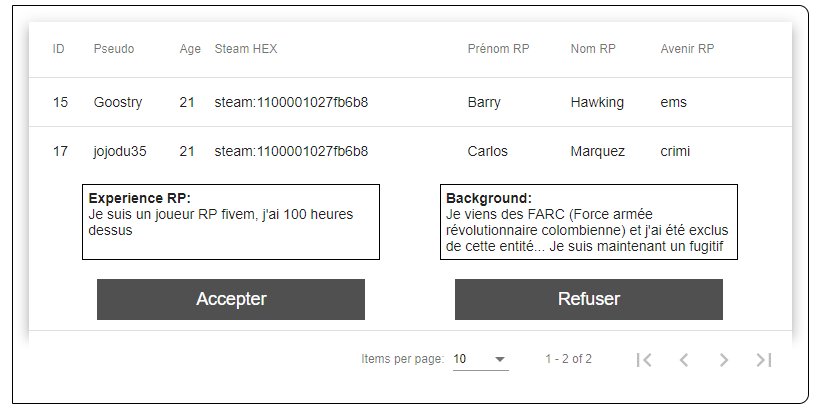 ID Pseudo Age Steam HEX Prénom RP Nom RP Avenir RP
15 Goostry 21 steam:1100001027fb6b8 Barry Hawking ems
17 jojodu35 21 steam:1100001027fb6b8 Carlos Marquez crimi
Experience RP:
Je suis un joueur RP fivem, j'ai 100 heures
dessus
Background:
Je viens des FARC (Force armée
révolutionnaire colombienne) et j'ai été exclus
de cette entité... Je suis maintenant un fugitif
Accepter Refuser
Items per page: 10 1 - 2 of 2